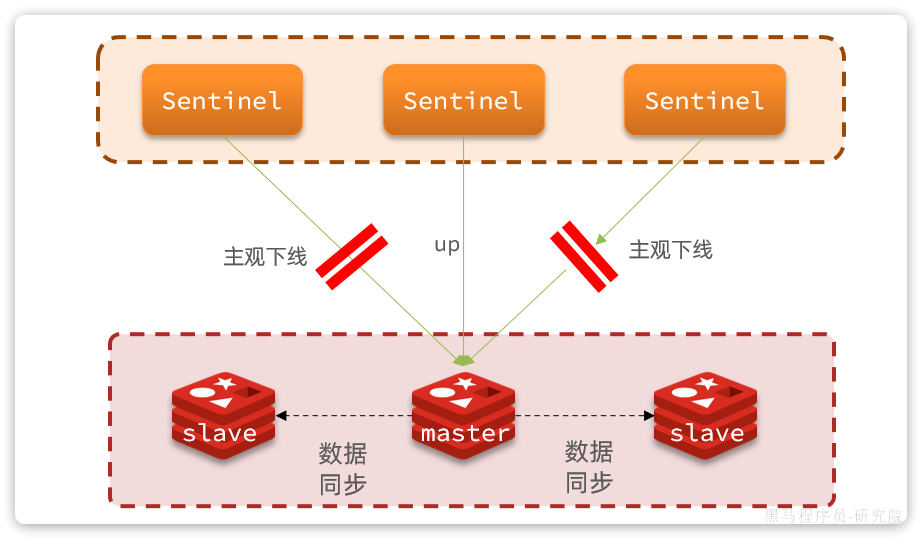 Sentinel
Sentinel
Sentinel
主观下线
up
主观下线
slave
master
slave
数据
同步
数据
同步
黑马程序员-研究院